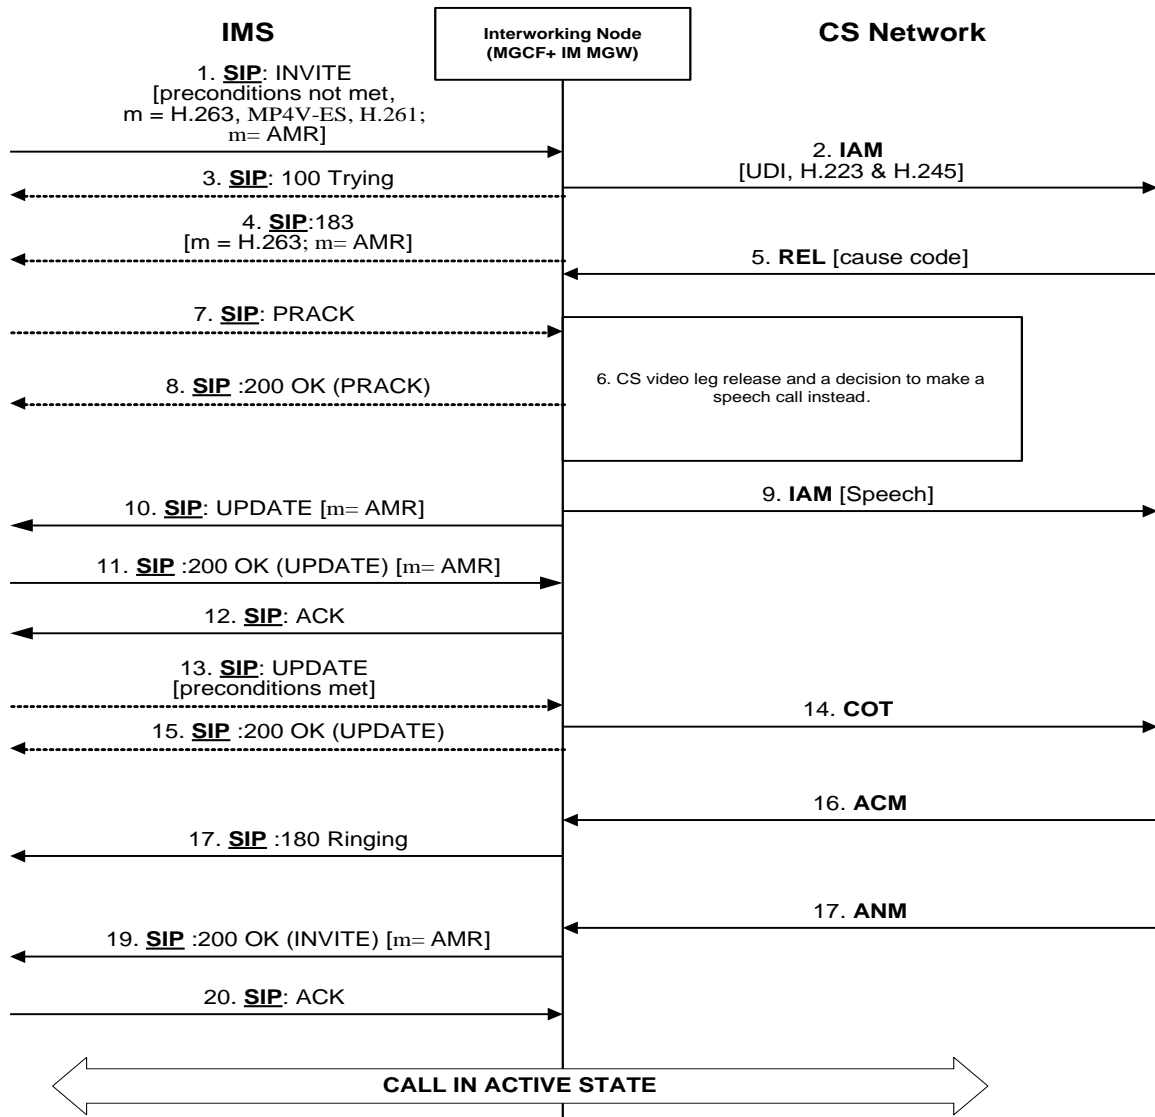 IMS
Interworking Node
(MGCF+ IM MGW)
CS Network
1. SIP: INVITE
[preconditions not met,
m = H.263, MP4V-ES, H.261;
m= AMR]
2. IAM
[UDI, H.223 & H.245]
3. SIP: 100 Trying
4. SIP:183
[m = H.263; m= AMR]
5. REL [cause code]
7. SIP: PRACK
6. CS video leg release and a decision to make a
speech call instead.
8. SIP :200 OK (PRACK)
9. IAM [Speech]
10. SIP: UPDATE [m= AMR]
11. SIP :200 OK (UPDATE) [m= AMR]
12. SIP: ACK
13. SIP: UPDATE
[preconditions met]
14. COT
15. SIP :200 OK (UPDATE)
16. ACM
17. SIP :180 Ringing
17. ANM
19. SIP :200 OK (INVITE) [m= AMR]
20. SIP: ACK
CALL IN ACTIVE STATE